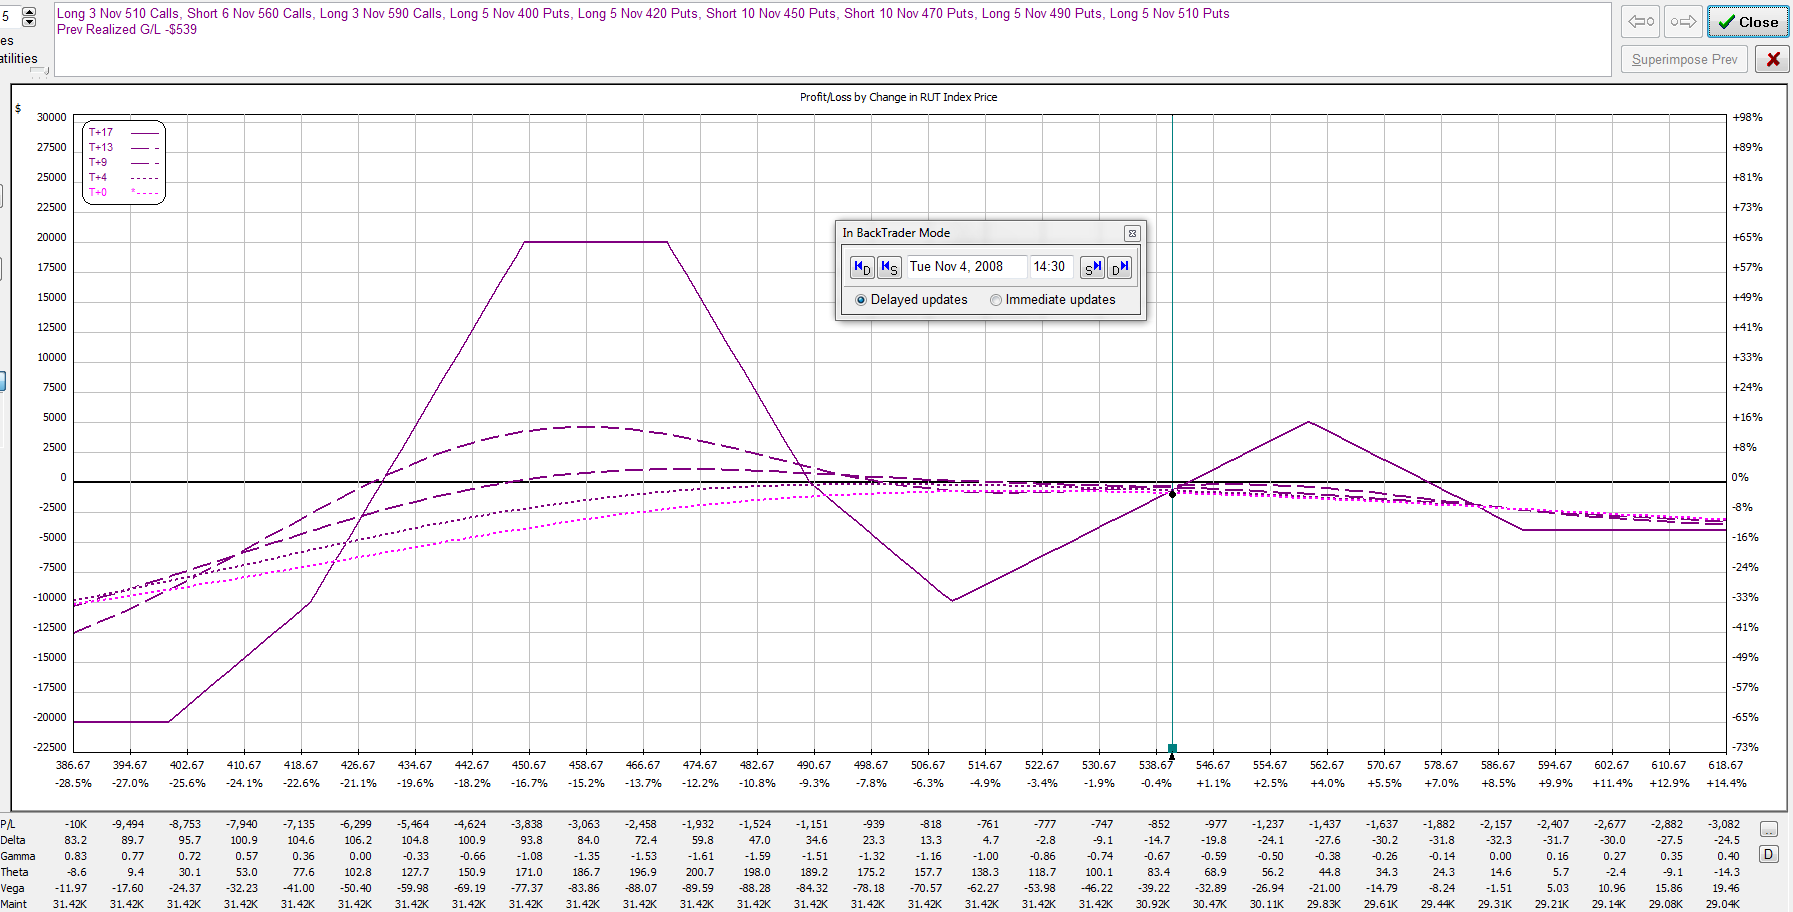 5
es
atilities
Long 3 Nov 510 Calls, Short 6 Nov 560 Calls, Long 3 Nov 590 Calls, Long 5 Nov 400 Puts, Long 5 Nov 420 Puts, Short 10 Nov 450 Puts, Short 10 Nov 470 Puts, Long 5 Nov 490 Puts, Long 5 Nov 510 Puts
Prev Realized G/L -$539
Close
Superimpose Prev
Profit/Loss by Change in RUT Index Price
$
T+17
T+13
T+9
T+4
T+0 *
30000 +98%
27500 +89%
25000 +81%
22500 +73%
20000 +65%
17500 +57%
15000 +49%
12500 +41%
10000 +33%
7500 +24%
5000 +16%
2500 +8%
0 0%
-2500 -8%
-5000 -16%
-7500 -24%
-10000 -33%
-12500 -41%
-15000 -49%
-17500 -57%
-20000 -65%
-22500 -73%
In BackTrader Mode
D S Tue Nov 4, 2008 14:30 S D
Delayed updates Immediate updates
386.67 394.67 402.67 410.67 418.67 426.67 434.67 442.67 450.67 458.67 466.67 474.67 482.67 490.67 498.67 506.67 514.67 522.67 530.67 538.67 546.67 554.67 562.67 570.67 578.67 586.67 594.67 602.67 610.67 618.67
-28.5% -27.0% -25.6% -24.1% -22.6% -21.1% -19.6% -18.2% -16.7% -15.2% -13.7% -12.2% -10.8% -9.3% -7.8% -6.3% -4.9% -3.4% -1.9% -0.4% +1.1% +2.5% +4.0% +5.5% +7.0% +8.5% +9.9% +11.4% +12.9% +14.4%
P/L -10K -9,494 -8,753 -7,940 -7,135 -6,299 -5,464 -4,624 -3,838 -3,063 -2,458 -1,932 -1,524 -1,151 -939 -818 -761 -777 -747 -852 -977 -1,237 -1,437 -1,637 -1,882 -2,157 -2,407 -2,677 -2,882 -3,082
Delta 83.2 89.7 95.7 100.9 104.6 106.2 104.8 100.9 93.8 84.0 72.4 59.8 47.0 34.6 23.3 13.3 4.7 -2.8 -9.1 -14.7 -19.8 -24.1 -27.6 -30.2 -31.8 -32.3 -31.7 -30.0 -27.5 -24.5
Gamma 0.83 0.77 0.72 0.57 0.36 0.00 -0.33 -0.66 -1.08 -1.35 -1.53 -1.61 -1.59 -1.51 -1.32 -1.16 -1.00 -0.86 -0.74 -0.67 -0.59 -0.50 -0.38 -0.26 -0.14 0.00 0.16 0.27 0.35 0.40
Theta -8.6 9.4 30.1 53.0 77.6 102.8 127.7 150.9 171.0 186.7 196.9 200.7 198.0 189.2 175.2 157.7 138.3 118.7 100.1 83.4 68.9 56.2 44.8 34.3 24.3 14.6 5.7 -2.4 -9.1 -14.3
Vega -11.97 -17.60 -24.37 -32.23 -41.00 -50.40 -59.98 -69.19 -77.37 -83.86 -88.07 -89.59 -88.28 -84.32 -78.18 -70.57 -62.27 -53.98 -46.22 -39.22 -32.89 -26.94 -21.00 -14.79 -8.24 -1.51 5.03 10.96 15.86 19.46
Maint 31.42K 31.42K 31.42K 31.42K 31.42K 31.42K 31.42K 31.42K 31.42K 31.42K 31.42K 31.42K 31.42K 31.42K 31.42K 31.42K 31.42K 31.42K 31.42K 30.92K 30.47K 30.11K 29.83K 29.61K 29.44K 29.31K 29.21K 29.14K 29.08K 29.04K
...
D